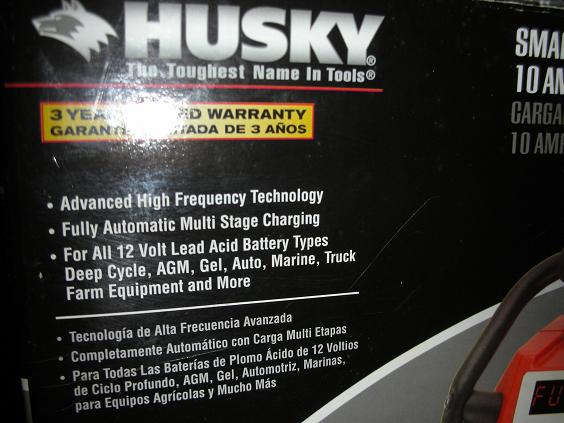 HUSKY
The Toughest Name In Tools®
3 WARRANTY
DE 3 AÑOS
SMA
10 AM
CARGA
10 AMP
• Advanced High Frequency Technology
• Fully Automatic Multi Stage Charging
• For All 12 Volt Lead Acid Battery Types
Deep Cycle, AGM, Gel, Auto, Marine, Truck
Farm Equipment and More
• Tecnología de Alta Frecuencia Avanzada
• Completamente Automático con Carga Multi Etapas
• Para Todas Las Baterías de Plomo Ácido de 12 Voltios
de Ciclo Profundo, AGM, Gel, Automotriz, Marinas,
para Equipos Agrícolas y Mucho Más
FU